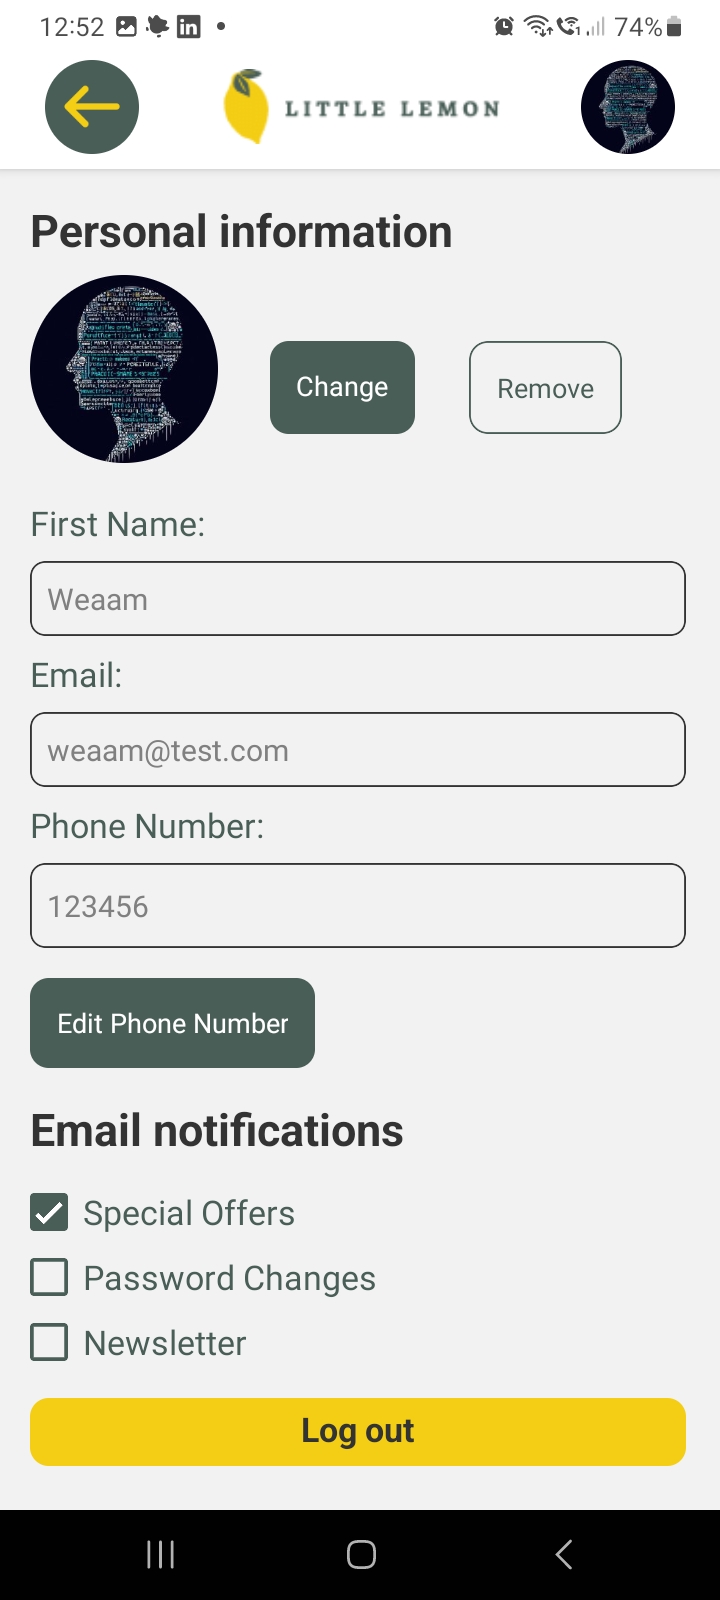 12:52 74%
LITTLE LEMON
Personal information
Change Remove
First Name:
Weaam
Email:
weaam@test.com
Phone Number:
123456
Edit Phone Number
Email notifications
Special Offers
Password Changes
Newsletter
Log out